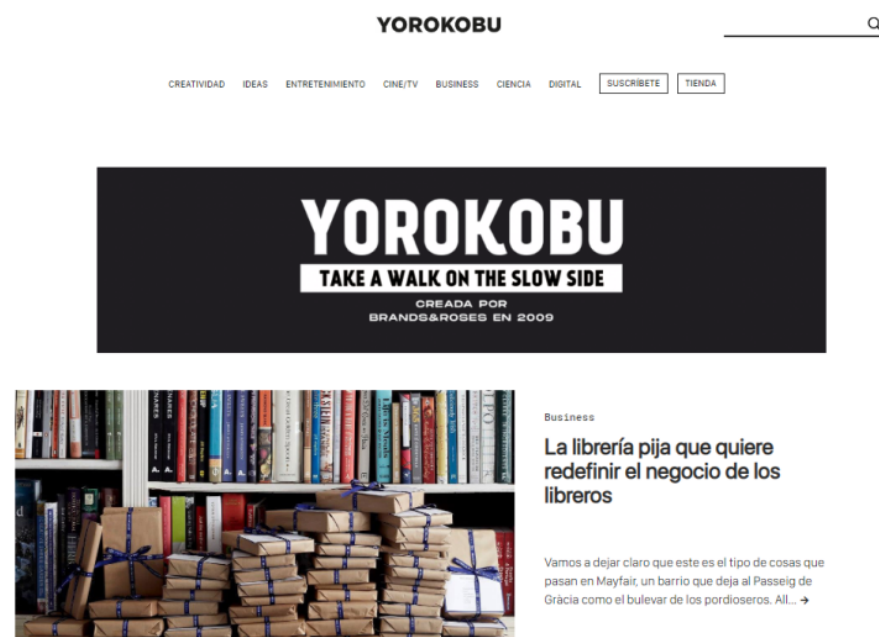 YOROKOBU
CREATIVIDAD IDEAS ENTRETENIMIENTO CINE/TV BUSINESS CIENCIA DIGITAL SUSCRÍBETE TIENDA
YOROKOBU
TAKE A WALK ON THE SLOW SIDE
CREADA POR
BRANDS&ROSES EN 2009
Business
La librería pija que quiere
redefinir el negocio de los
libreros
Vamos a dejar claro que este es el tipo de cosas que
pasan en Mayfair, un barrio que deja al Passeig de
Gràcia como el bulevar de los pordioseros. All... →